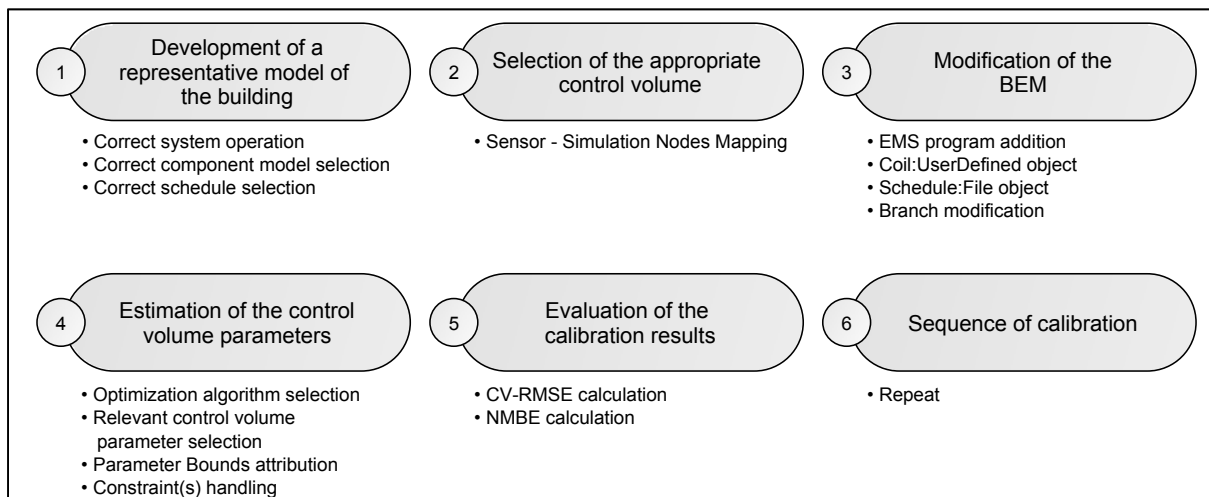 1
Development of a
representative model of
the building
• Correct system operation
• Correct component model selection
• Correct schedule selection
2
Selection of the appropriate
control volume
• Sensor - Simulation Nodes Mapping
3
Modification of the
BEM
• EMS program addition
• Coil:UserDefined object
• Schedule:File object
• Branch modification
4
Estimation of the control
volume parameters
• Optimization algorithm selection
• Relevant control volume
parameter selection
• Parameter Bounds attribution
• Constraint(s) handling
5
Evaluation of the
calibration results
• CV-RMSE calculation
• NMBE calculation
6
Sequence of calibration
• Repeat